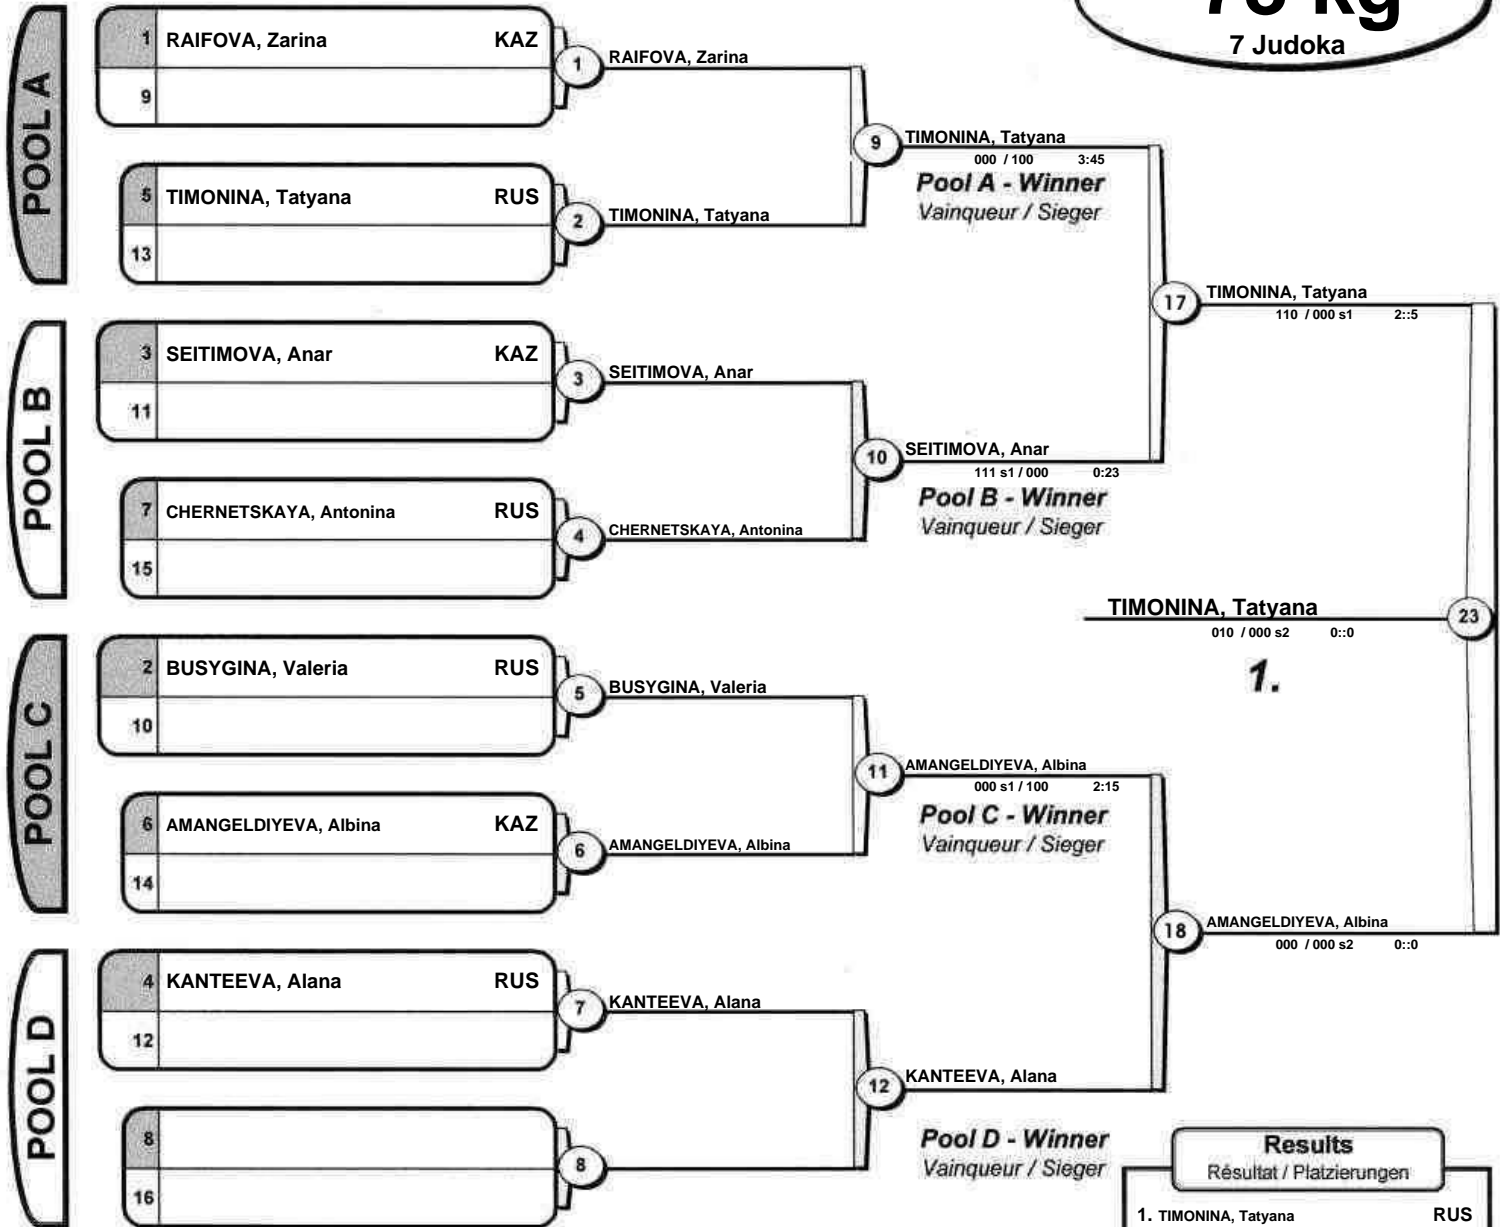 7 Judoka
POOL A
1 RAIFOVA, Zarina KAZ
9
1 RAIFOVA, Zarina
5 TIMONINA, Tatyana RUS
13
2 TIMONINA, Tatyana
9 TIMONINA, Tatyana
000 / 100 3:45
Pool A - Winner
Vainqueur / Sieger
POOL B
3 SEITIMOVA, Anar KAZ
11
3 SEITIMOVA, Anar
7 CHERNETSKAYA, Antonina RUS
15
4 CHERNETSKAYA, Antonina
10 SEITIMOVA, Anar
111 s1 / 000 0:23
Pool B - Winner
Vainqueur / Sieger
17 TIMONINA, Tatyana
110 / 000 s1 2::5
TIMONINA, Tatyana 23
010 / 000 s2 0::0
1.
POOL C
2 BUSYGINA, Valeria RUS
10
5 BUSYGINA, Valeria
6 AMANGELDIYEVA, Albina KAZ
14
6 AMANGELDIYEVA, Albina
11 AMANGELDIYEVA, Albina
000 s1 / 100 2:15
Pool C - Winner
Vainqueur / Sieger
POOL D
4 KANTEEVA, Alana RUS
12
7 KANTEEVA, Alana
8
16
8
12 KANTEEVA, Alana
Pool D - Winner
Vainqueur / Sieger
18 AMANGELDIYEVA, Albina
000 / 000 s2 0::0
Results
Résultat / Platzierungen
1. TIMONINA, Tatyana RUS